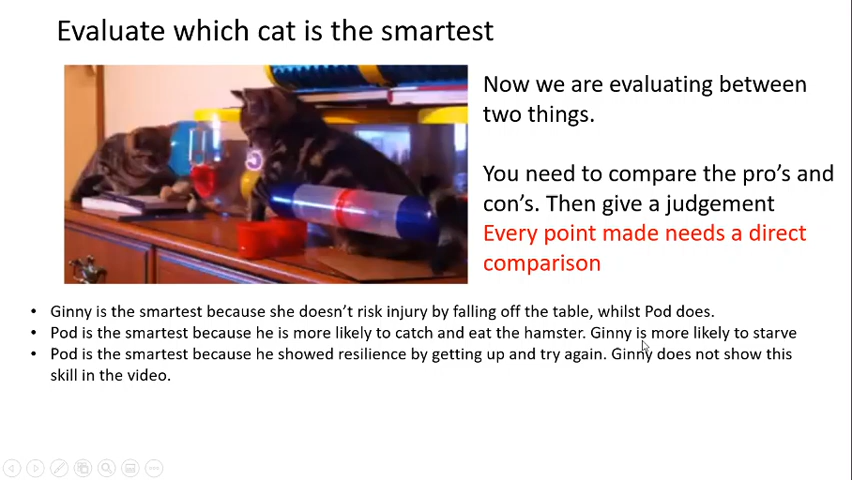 Evaluate which cat is the smartest
Now we are evaluating between
two things.
You need to compare the pro's and
con's. Then give a judgement
Every point made needs a direct
comparison
• Ginny is the smartest because she doesn't risk injury by falling off the table, whilst Pod does.
• Pod is the smartest because he is more likely to catch and eat the hamster. Ginny is more likely to starve
• Pod is the smartest because he showed resilience by getting up and try again. Ginny does not show this
skill in the video.